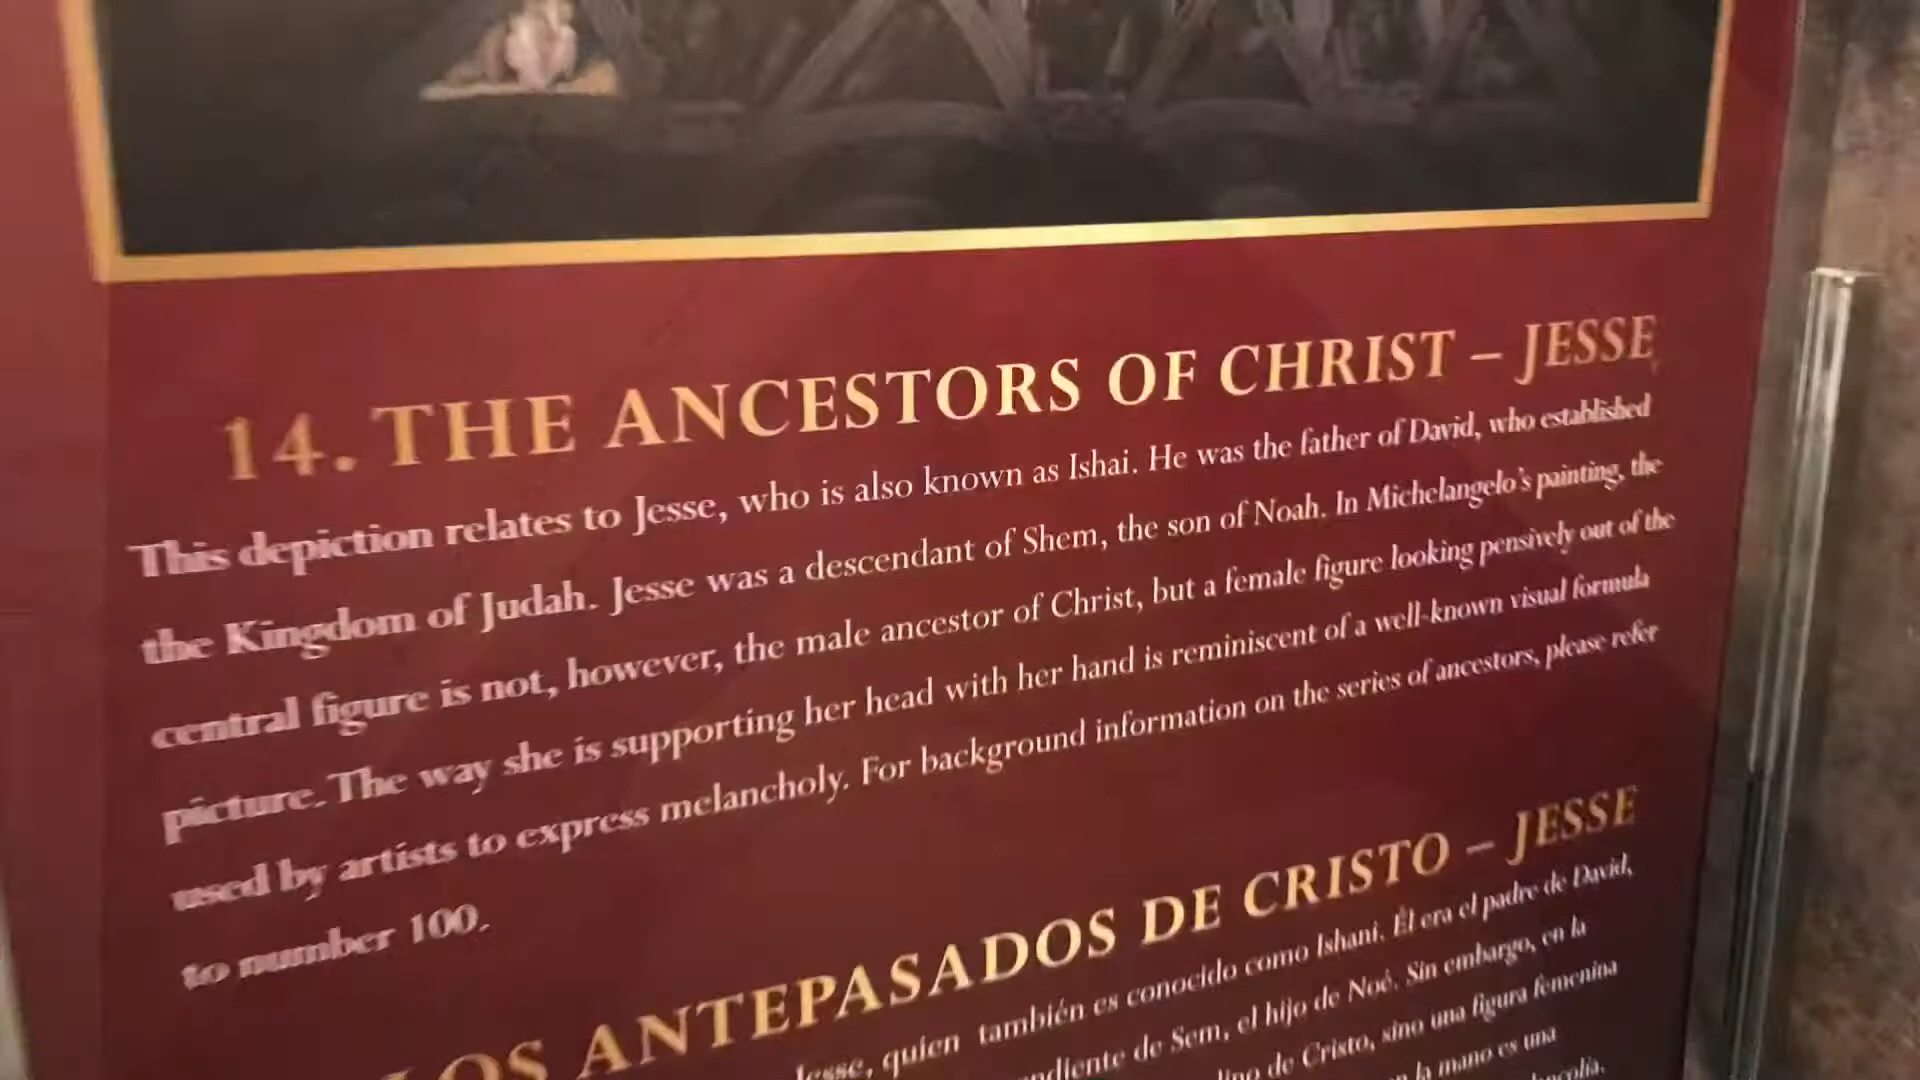 14. THE ANCESTORS OF CHRIST – JESSE
This depiction relates to Jesse, who is also known as Ishai. He was the father of David, who established
the Kingdom of Judah. Jesse was a descendant of Shem, the son of Noah. In Michelangelo's painting, the
central figure is not, however, the male ancestor of Christ, but a female figure looking pensively out of the
picture. The way she is supporting her head with her hand is reminiscent of a well-known visual formula
used by artists to express melancholy. For background information on the series of ancestors, please refer
to number 100.
LOS ANTEPASADOS DE CRISTO – JESSE
Jesse, quien también es conocido como Ishani. Él era el padre de David,
ndiente de Sem, el hijo de Noé. Sin embargo, en la
lino de Cristo, sino una figura femenina
n la mano es una
ncolía.